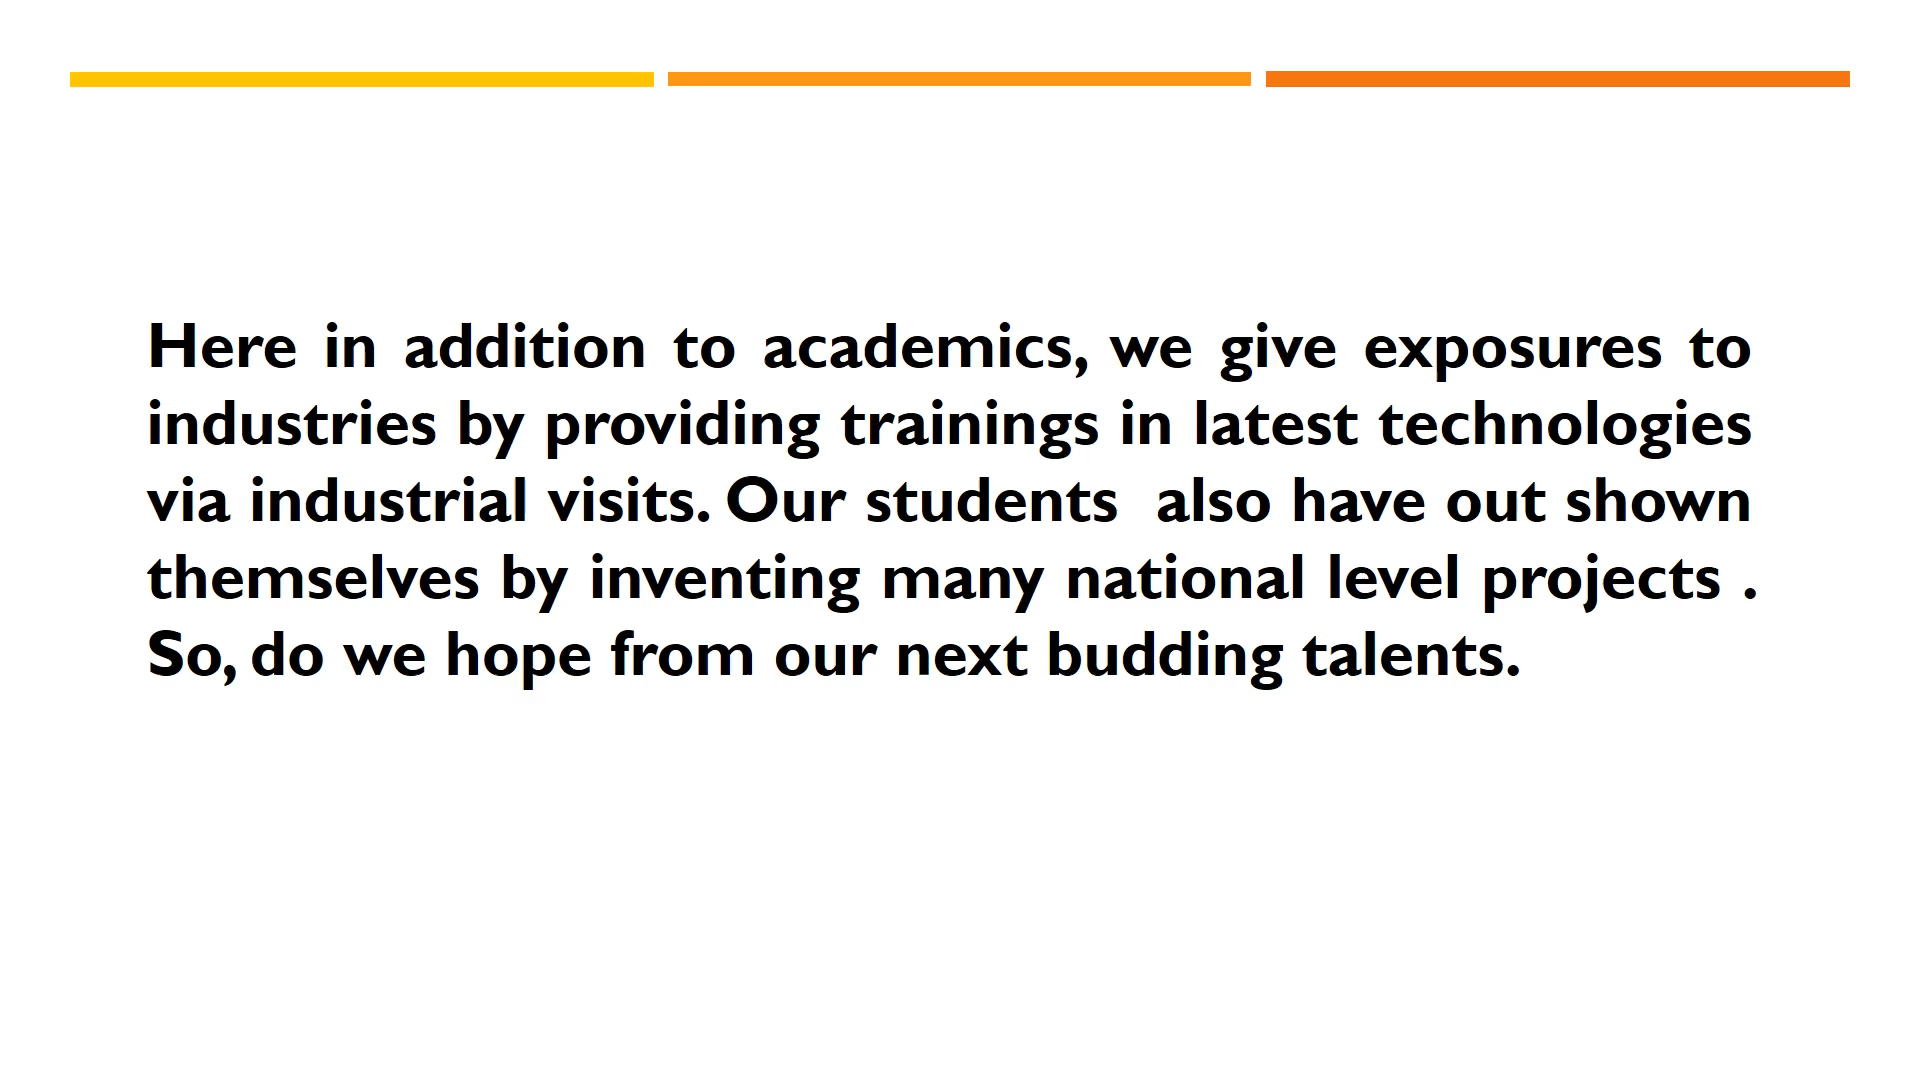 Here in addition to academics, we give exposures to
industries by providing trainings in latest technologies
via industrial visits. Our students  also have out shown
themselves by inventing many national level projects .
So, do we hope from our next budding talents.